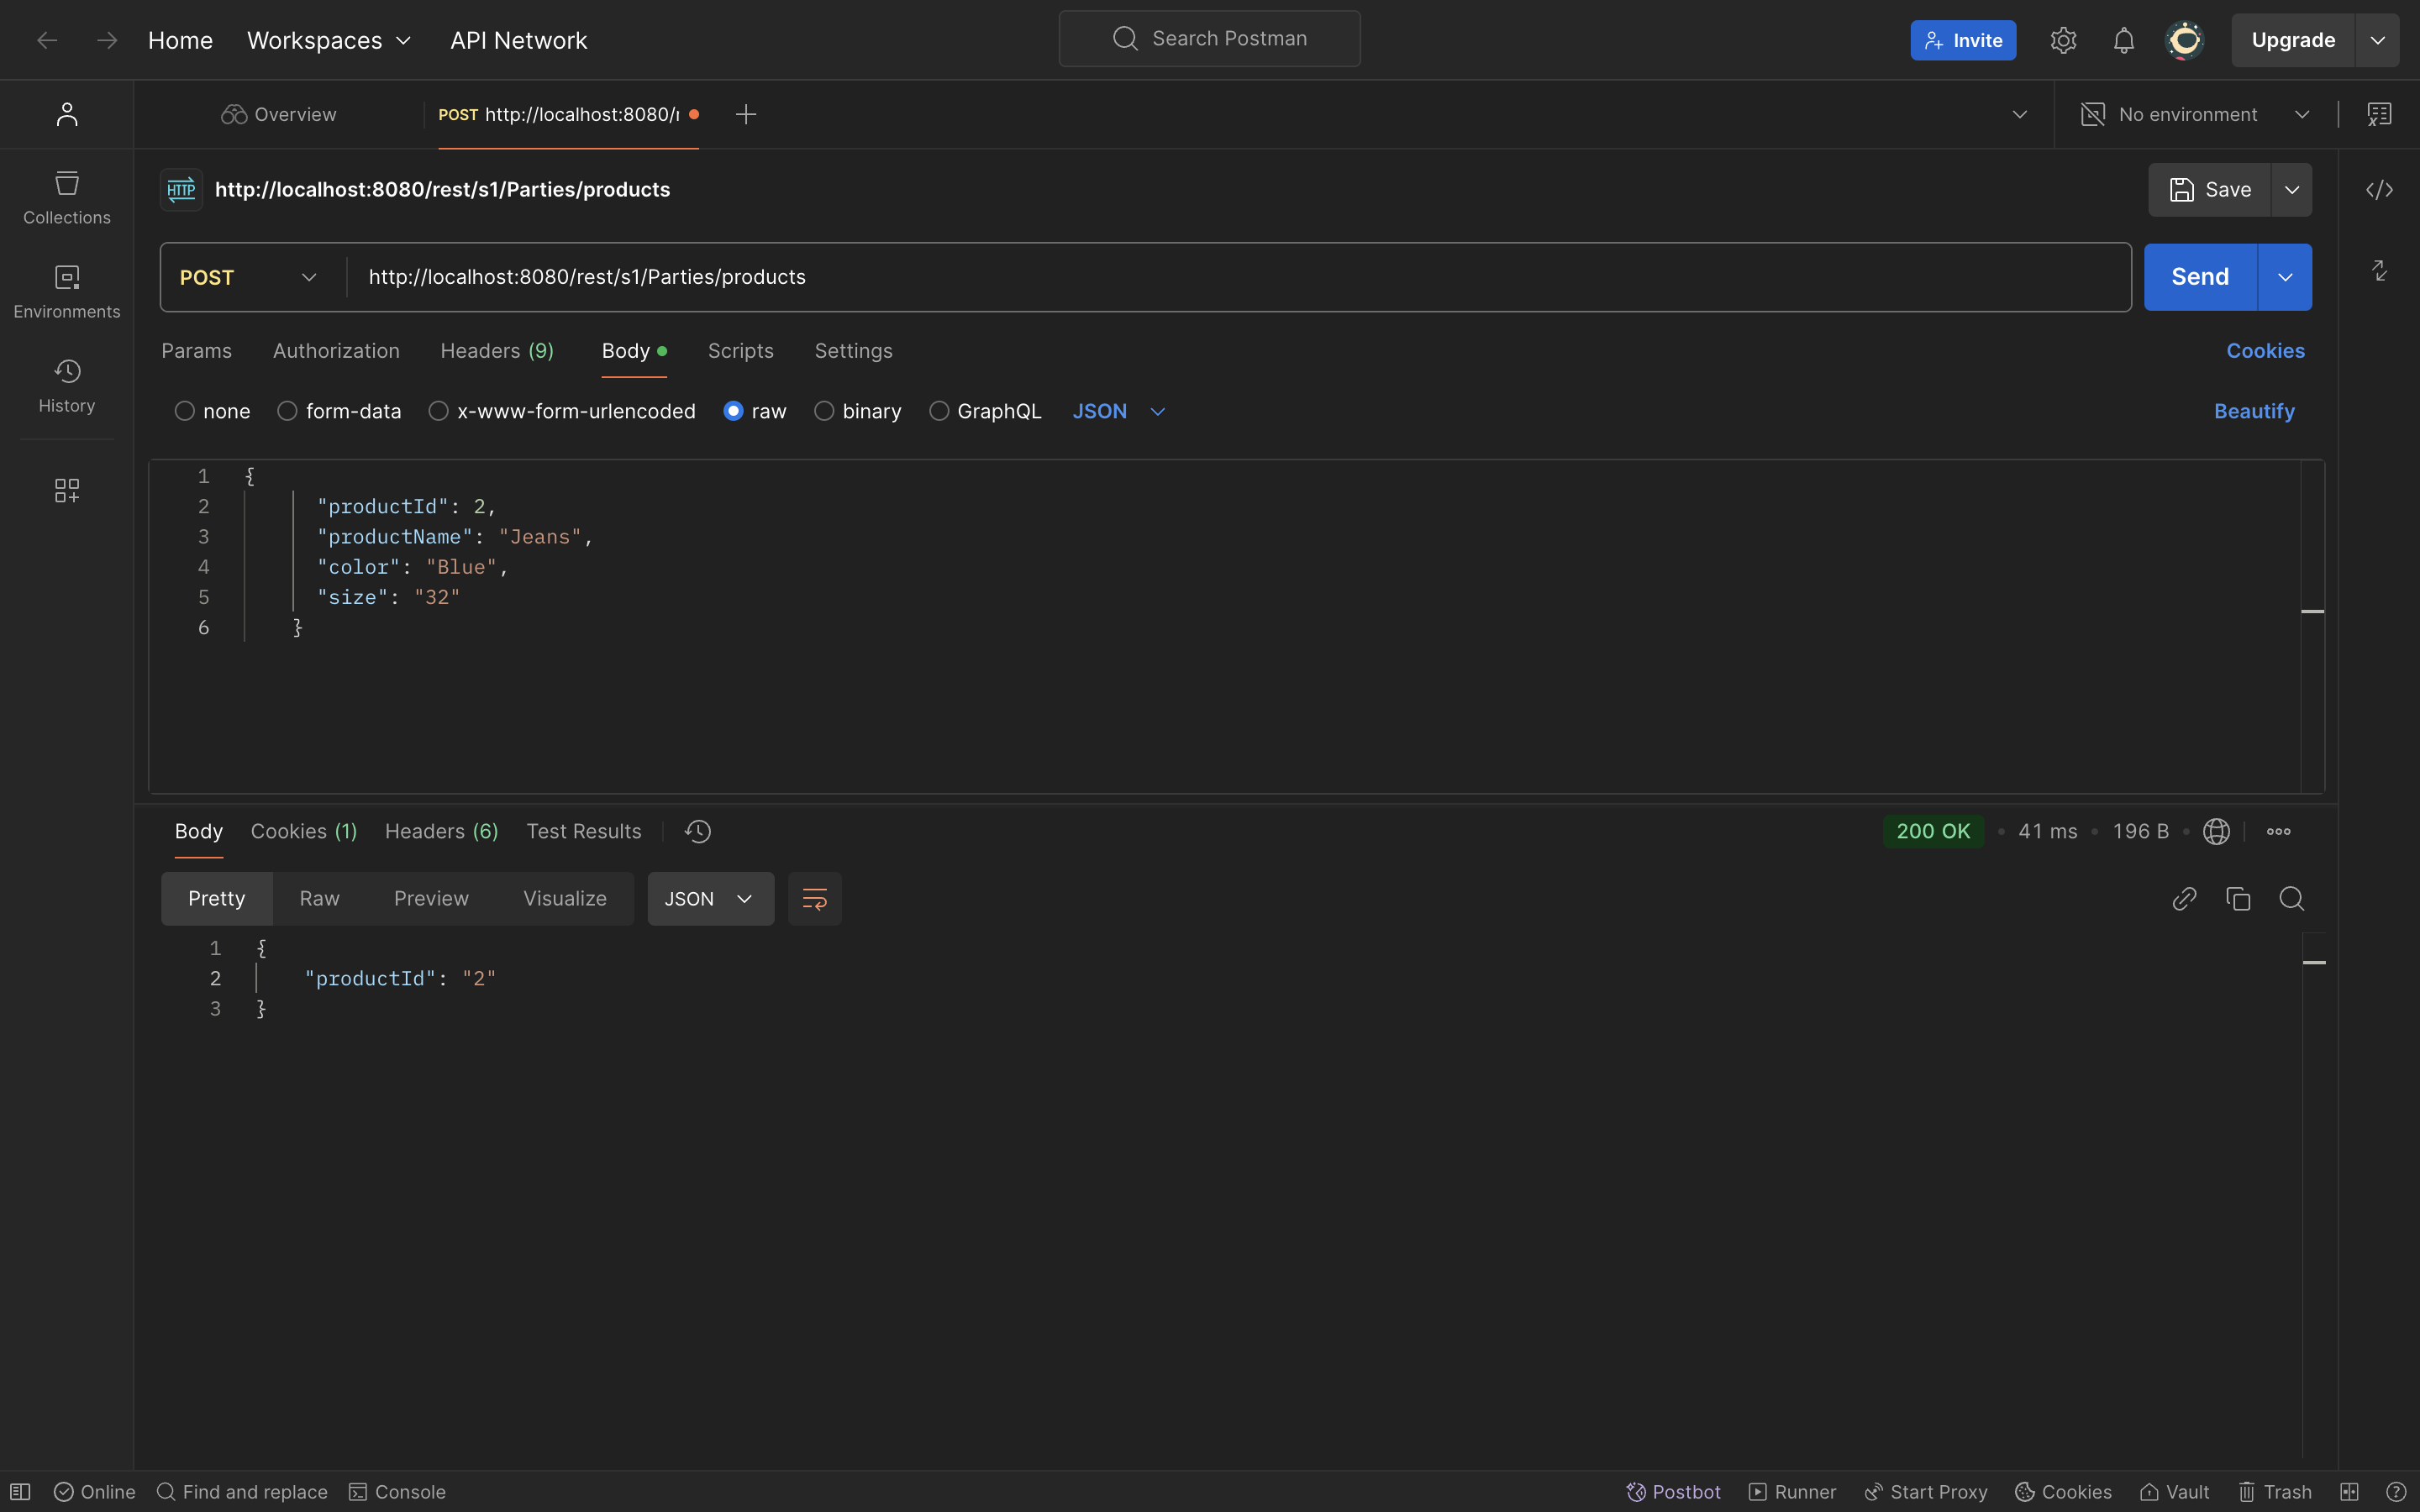 Home Workspaces API Network Search Postman Invite Upgrade
Overview POST http://localhost:8080/r No environment
HTTP http://localhost:8080/rest/s1/Parties/products Save
Collections
Environments
History
POST http://localhost:8080/rest/s1/Parties/products Send
Params Authorization Headers (9) Body Scripts Settings Cookies
none form-data x-www-form-urlencoded raw binary GraphQL JSON Beautify
1 {
2 "productId": 2,
3 "productName": "Jeans",
4 "color": "Blue",
5 "size": "32"
6 }
Body Cookies (1) Headers (6) Test Results 200 OK • 41 ms • 196 B •
Pretty Raw Preview Visualize JSON
1 {
2 "productId": "2"
3 }
Online Find and replace Console Postbot Runner Start Proxy Cookies Vault Trash